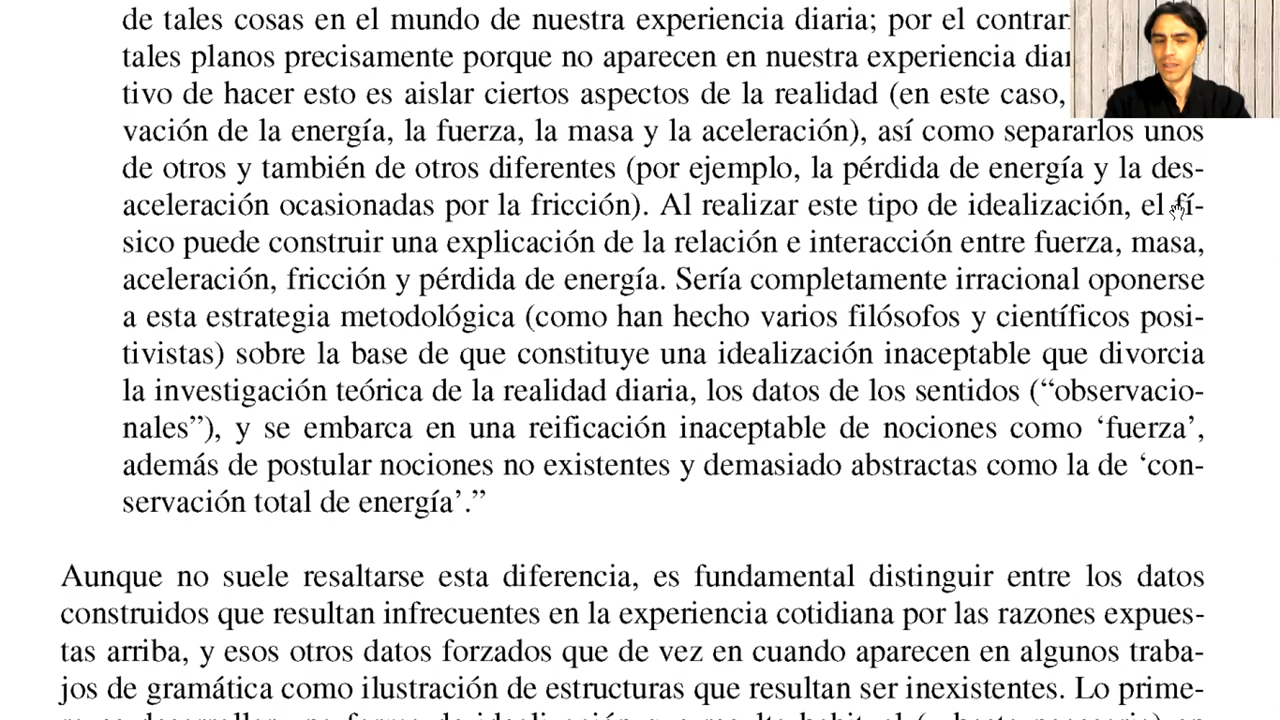 de tales cosas en el mundo de nuestra experiencia diaria; por el
tales planos precisamente porque no aparecen en nuestra experiencia
tivo de hacer esto es aislar ciertos aspectos de la realidad (en este caso,
vación de la energía, la fuerza, la masa y la aceleración), así como separarlos unos
de otros y también de otros diferentes (por ejemplo, la pérdida de energía y la des-
aceleración ocasionadas por la fricción). Al realizar este tipo de idealización, el fí-
sico puede construir una explicación de la relación e interacción entre fuerza, masa,
aceleración, fricción y pérdida de energía. Sería completamente irracional oponerse
a esta estrategia metodológica (como han hecho varios filósofos y científicos posi-
tivistas) sobre la base de que constituye una idealización inaceptable que divorcia
la investigación teórica de la realidad diaria, los datos de los sentidos (“observacio-
nales”), y se embarca en una reificación inaceptable de nociones como ‘fuerza’,
además de postular nociones no existentes y demasiado abstractas como la de ‘con-
servación total de energía’.”
Aunque no suele resaltarse esta diferencia, es fundamental distinguir entre los datos
construidos que resultan infrecuentes en la experiencia cotidiana por las razones expues-
tas arriba, y esos otros datos forzados que de vez en cuando aparecen en algunos traba-
jos de gramática como ilustración de estructuras que resultan ser inexistentes. Lo prime-